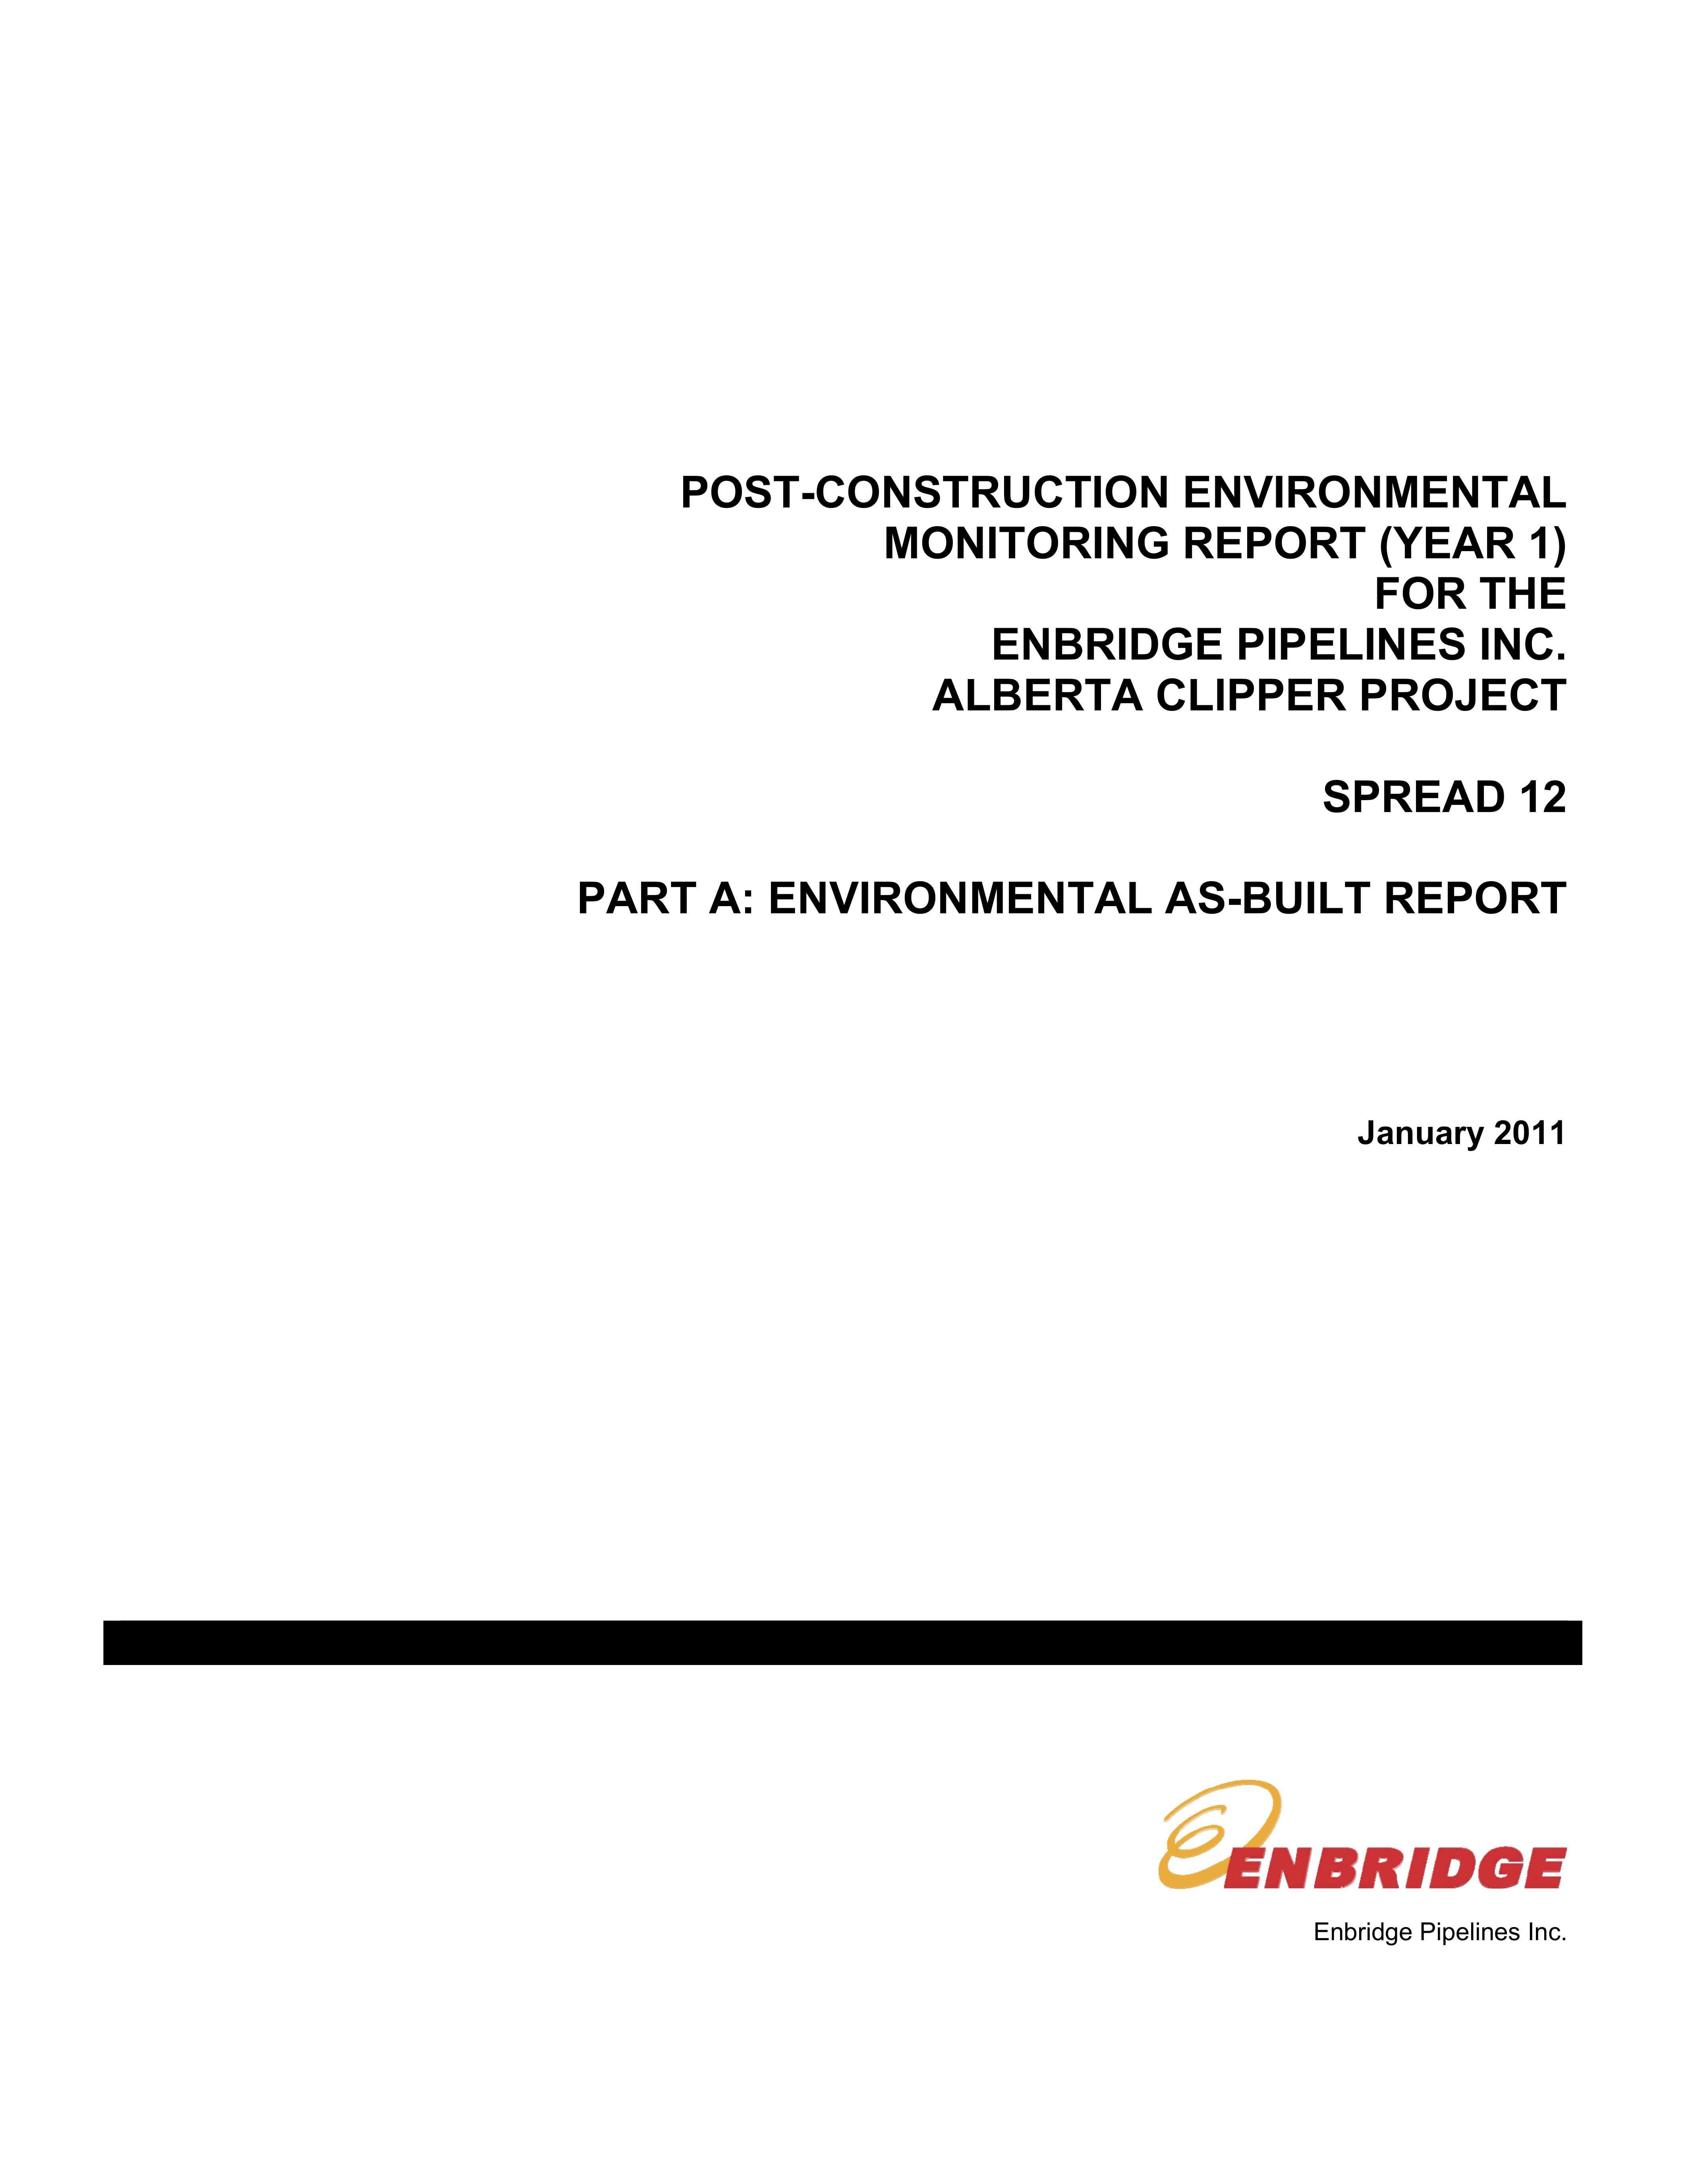 POST-CONSTRUCTION ENVIRONMENTAL
MONITORING REPORT (YEAR 1)
FOR THE
ENBRIDGE PIPELINES INC.
ALBERTA CLIPPER PROJECT
SPREAD 12
PART A: ENVIRONMENTAL AS-BUILT REPORT
January 2011
ENBRIDGE
Enbridge Pipelines Inc.